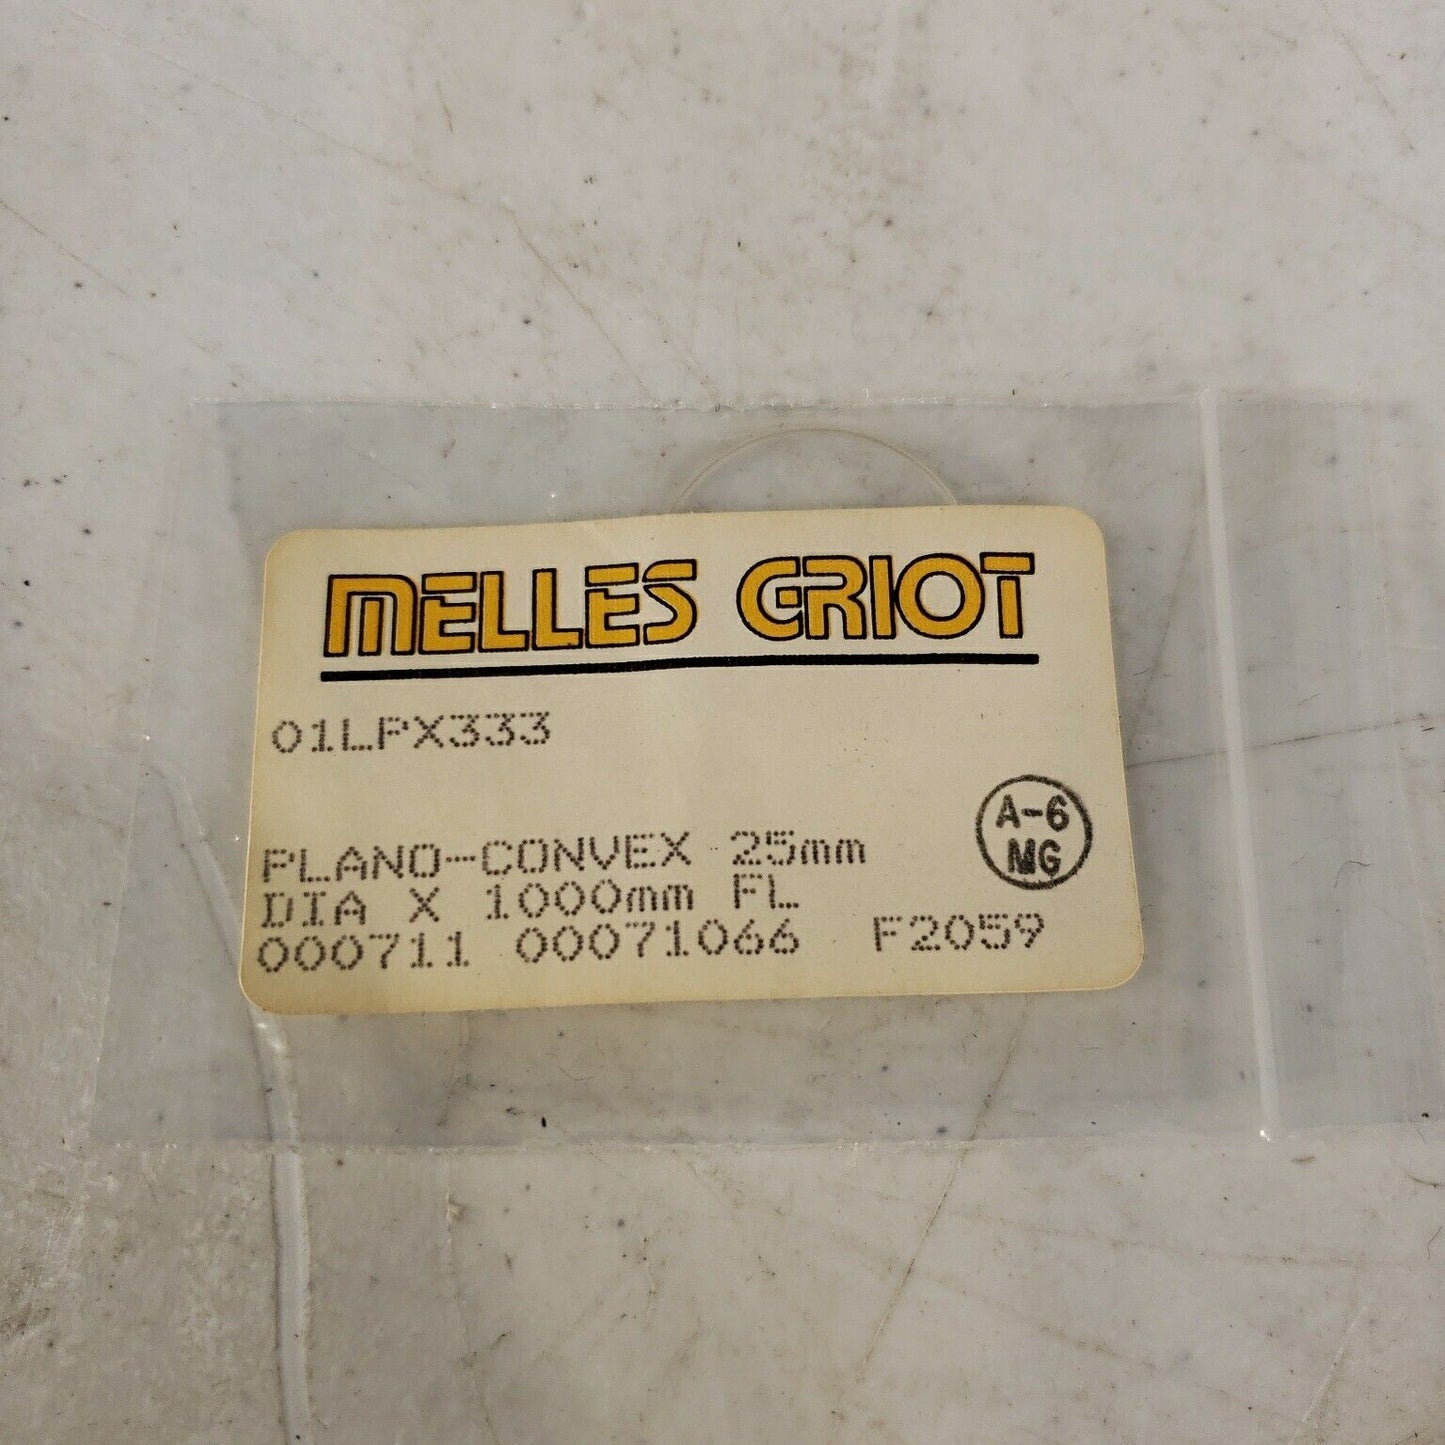 MELLES GRIOT
01LPX333
A-6
MG
PLANO-CONVEX 25mm
DIA X 1000mm FL
000711 00071066 F2059